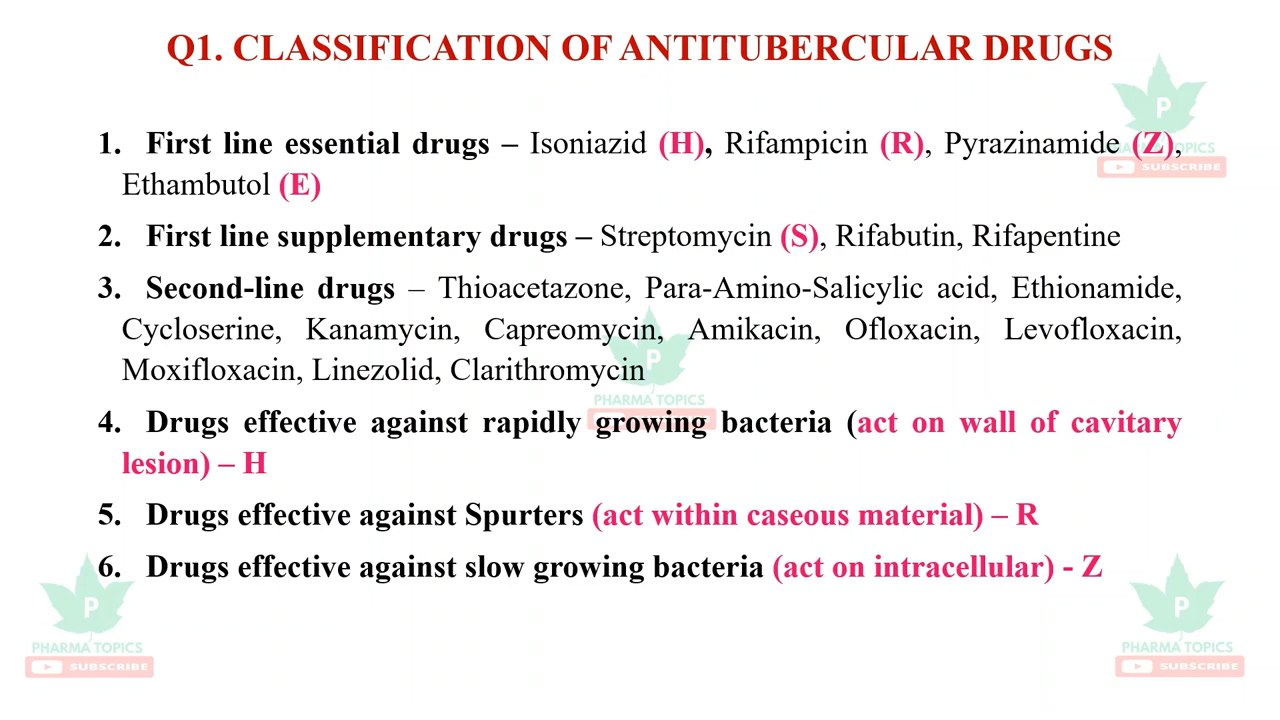 Q1. CLASSIFICATION OF ANTITUBERCULAR DRUGS
P
PHARMA TOPICS
SUBSCRIBE
1. First line essential drugs – Isoniazid (H), Rifampicin (R), Pyrazinamide (Z),
Ethambutol (E)
2. First line supplementary drugs – Streptomycin (S), Rifabutin, Rifapentine
3. Second-line drugs – Thioacetazone, Para-Amino-Salicylic acid, Ethionamide,
Cycloserine, Kanamycin, Capreomycin, Amikacin, Ofloxacin, Levofloxacin,
Moxifloxacin, Linezolid, Clarithromycin
P
PHARMA TOPICS
SUBSCRIBE
4. Drugs effective against rapidly growing bacteria (act on wall of cavitary
lesion) – H
5. Drugs effective against Spurters (act within caseous material) – R
6. Drugs effective against slow growing bacteria (act on intracellular) - Z
P
PHARMA TOPICS
SUBSCRIBE
P
PHARMA TOPICS
SUBSCRIBE